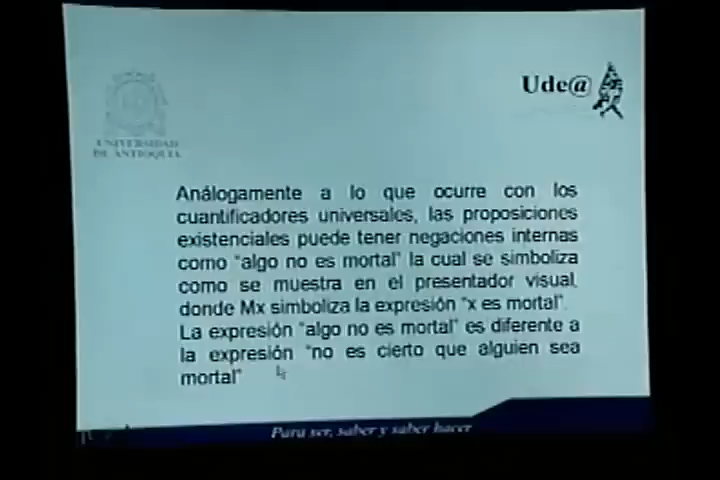 UNIVERSIDAD
DE ANTIOQUIA
Ude@
Análogamente a lo que ocurre con los
cuantificadores universales, las proposiciones
existenciales puede tener negaciones internas
como "algo no es mortal" la cual se simboliza
como se muestra en el presentador visual,
donde Mx simboliza la expresión "x es mortal".
La expresión "algo no es mortal" es diferente a
la expresión "no es cierto que alguien sea
mortal"
Para ser, saber y saber hacer